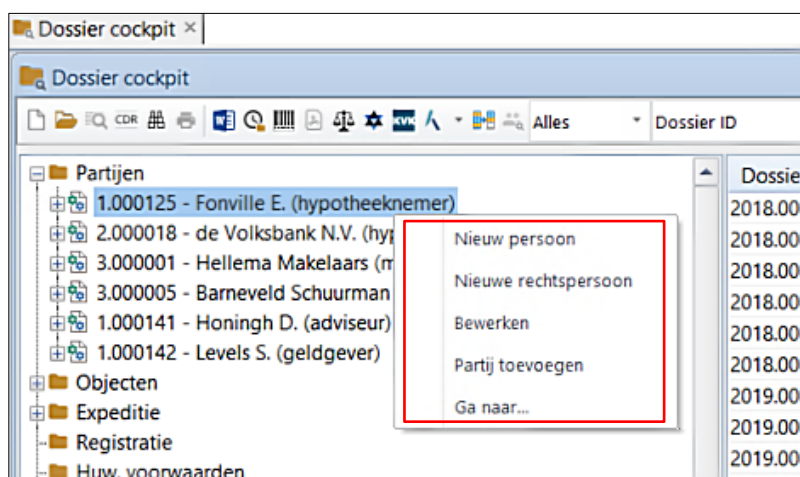 Dossier cockpit
Dossier cockpit
CDR KVK Alles Dossier ID
Partijen
1.000125 - Fonville E. (hypotheeknemer)
2.000018 - de Volksbank N.V. (hyp
3.000001 - Hellema Makelaars (m
3.000005 - Barneveld Schuurman
1.000141 - Honingh D. (adviseur)
1.000142 - Levels S. (geldgever)
Objecten
Expeditie
Registratie
Huw. voorwaarden
Nieuw persoon
Nieuwe rechtspersoon
Bewerken
Partij toevoegen
Ga naar...
Dossie
2018.00
2018.00
2018.00
2018.00
2018.00
2018.00
2019.00
2019.00
2019.00